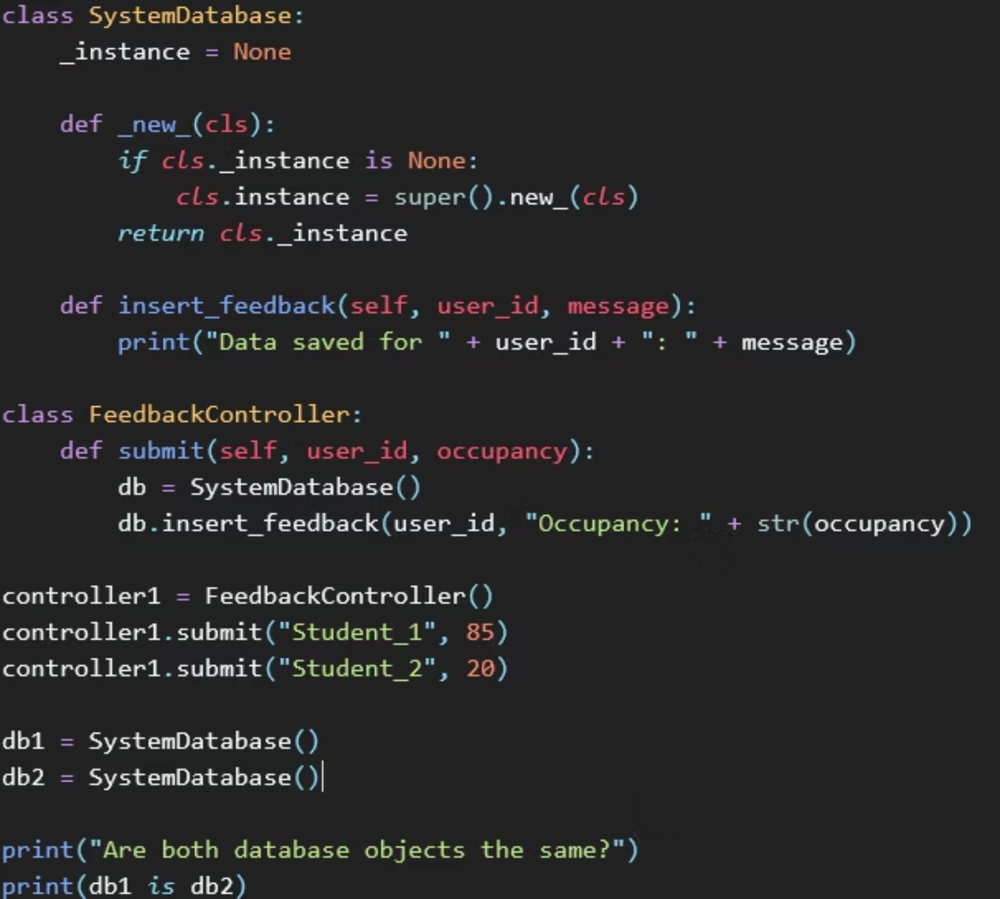 class SystemDatabase:
    _instance = None

    def _new_(cls):
        if cls._instance is None:
            cls.instance = super().new_(cls)
        return cls._instance

    def insert_feedback(self, user_id, message):
        print("Data saved for " + user_id + ": " + message)

class FeedbackController:
    def submit(self, user_id, occupancy):
        db = SystemDatabase()
        db.insert_feedback(user_id, "Occupancy: " + str(occupancy))

controller1 = FeedbackController()
controller1.submit("Student_1", 85)
controller1.submit("Student_2", 20)

db1 = SystemDatabase()
db2 = SystemDatabase()

print("Are both database objects the same?")
print(db1 is db2)